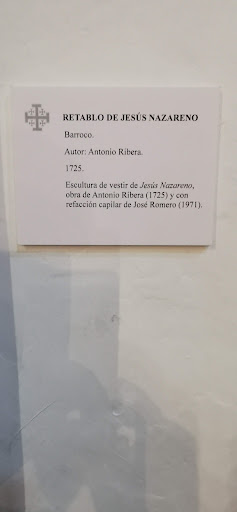 RETABLO DE JESÚS NAZARENO
Barroco.
Autor: Antonio Ribera.
1725.
Escultura de vestir de Jesús Nazareno,
obra de Antonio Ribera (1725) y con
refacción capilar de José Romero (1971).